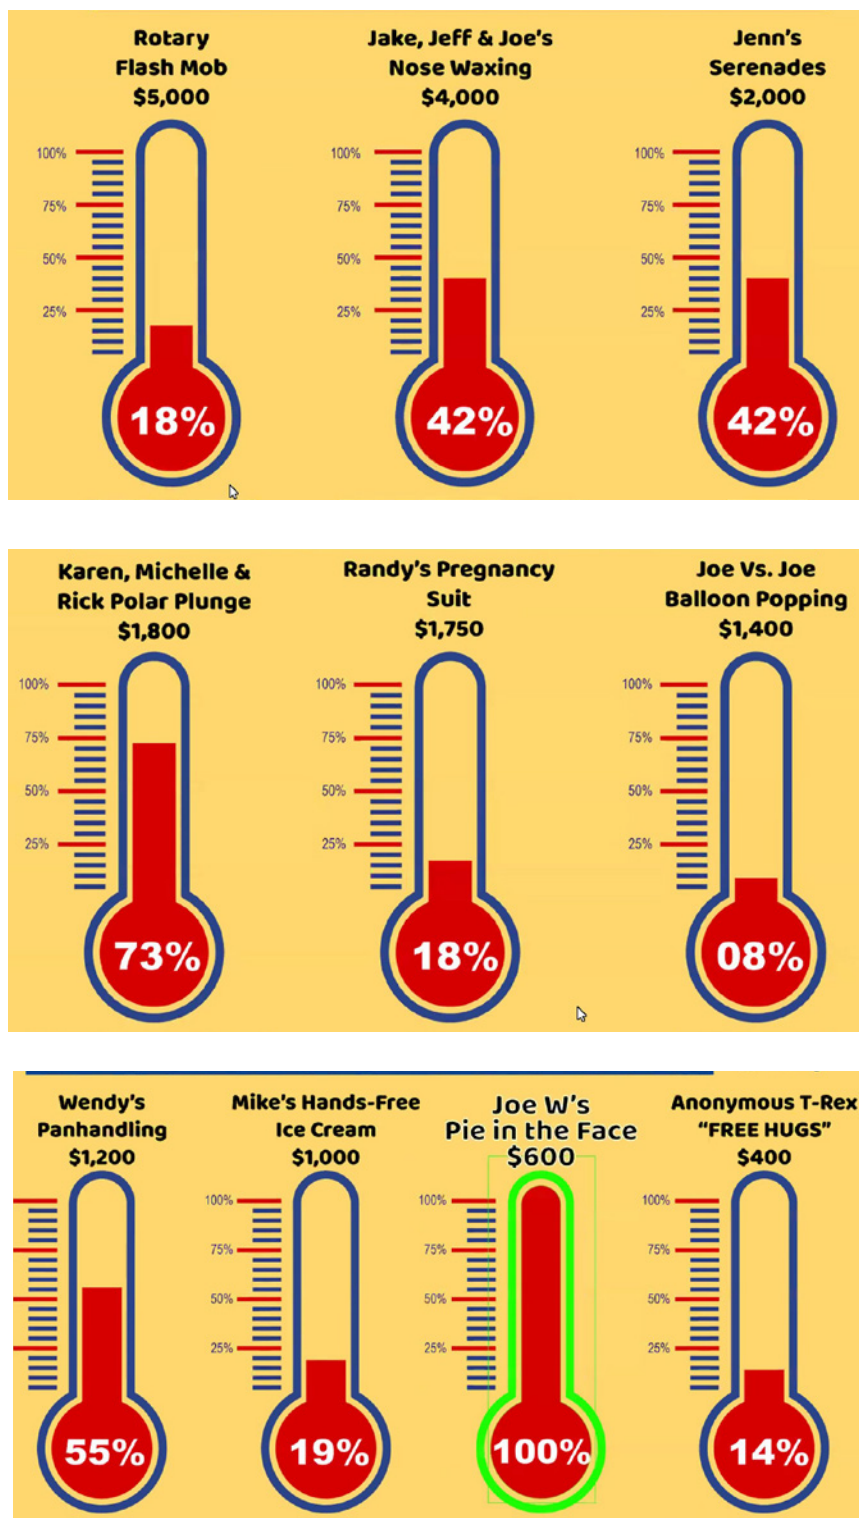 Rotary
Flash Mob
$5,000
100%
75%
50%
25%
18%
Jake, Jeff & Joe's
Nose Waxing
$4,000
100%
75%
50%
25%
42%
Jenn's
Serenades
$2,000
100%
75%
50%
25%
42%
Karen, Michelle &
Rick Polar Plunge
$1,800
100%
75%
50%
25%
73%
Randy's Pregnancy
Suit
$1,750
100%
75%
50%
25%
18%
Joe Vs. Joe
Balloon Popping
$1,400
100%
75%
50%
25%
08%
Wendy's
Panhandling
$1,200
55%
Mike's Hands-Free
Ice Cream
$1,000
100%
75%
50%
25%
19%
Joe W's
Pie in the Face
$600
100%
75%
50%
25%
100%
Anonymous T-Rex
"FREE HUGS"
$400
100%
75%
50%
25%
14%